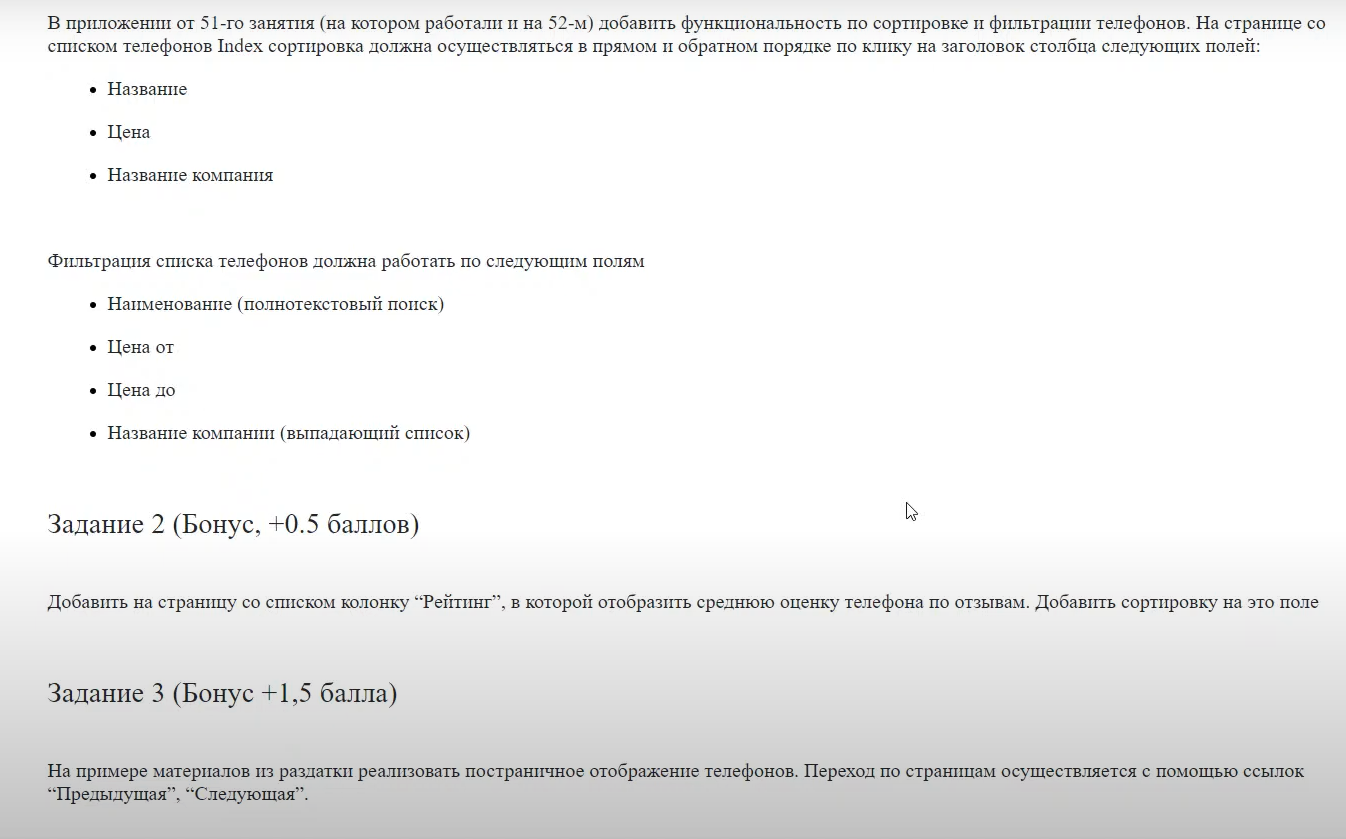 В приложении от 51-го занятия (на котором работали и на 52-м) добавить функциональность по сортировке и фильтрации телефонов. На странице со
списком телефонов Index сортировка должна осуществляться в прямом и обратном порядке по клику на заголовок столбца следующих полей:
• Название
• Цена
• Название компания
Фильтрация списка телефонов должна работать по следующим полям
• Наименование (полнотекстовый поиск)
• Цена от
• Цена до
• Название компании (выпадающий список)
Задание 2 (Бонус, +0.5 баллов)
Добавить на страницу со списком колонку “Рейтинг”, в которой отобразить среднюю оценку телефона по отзывам. Добавить сортировку на это поле
Задание 3 (Бонус +1,5 балла)
На примере материалов из раздатки реализовать постраничное отображение телефонов. Переход по страницам осуществляется с помощью ссылок
“Предыдущая”, “Следующая”.